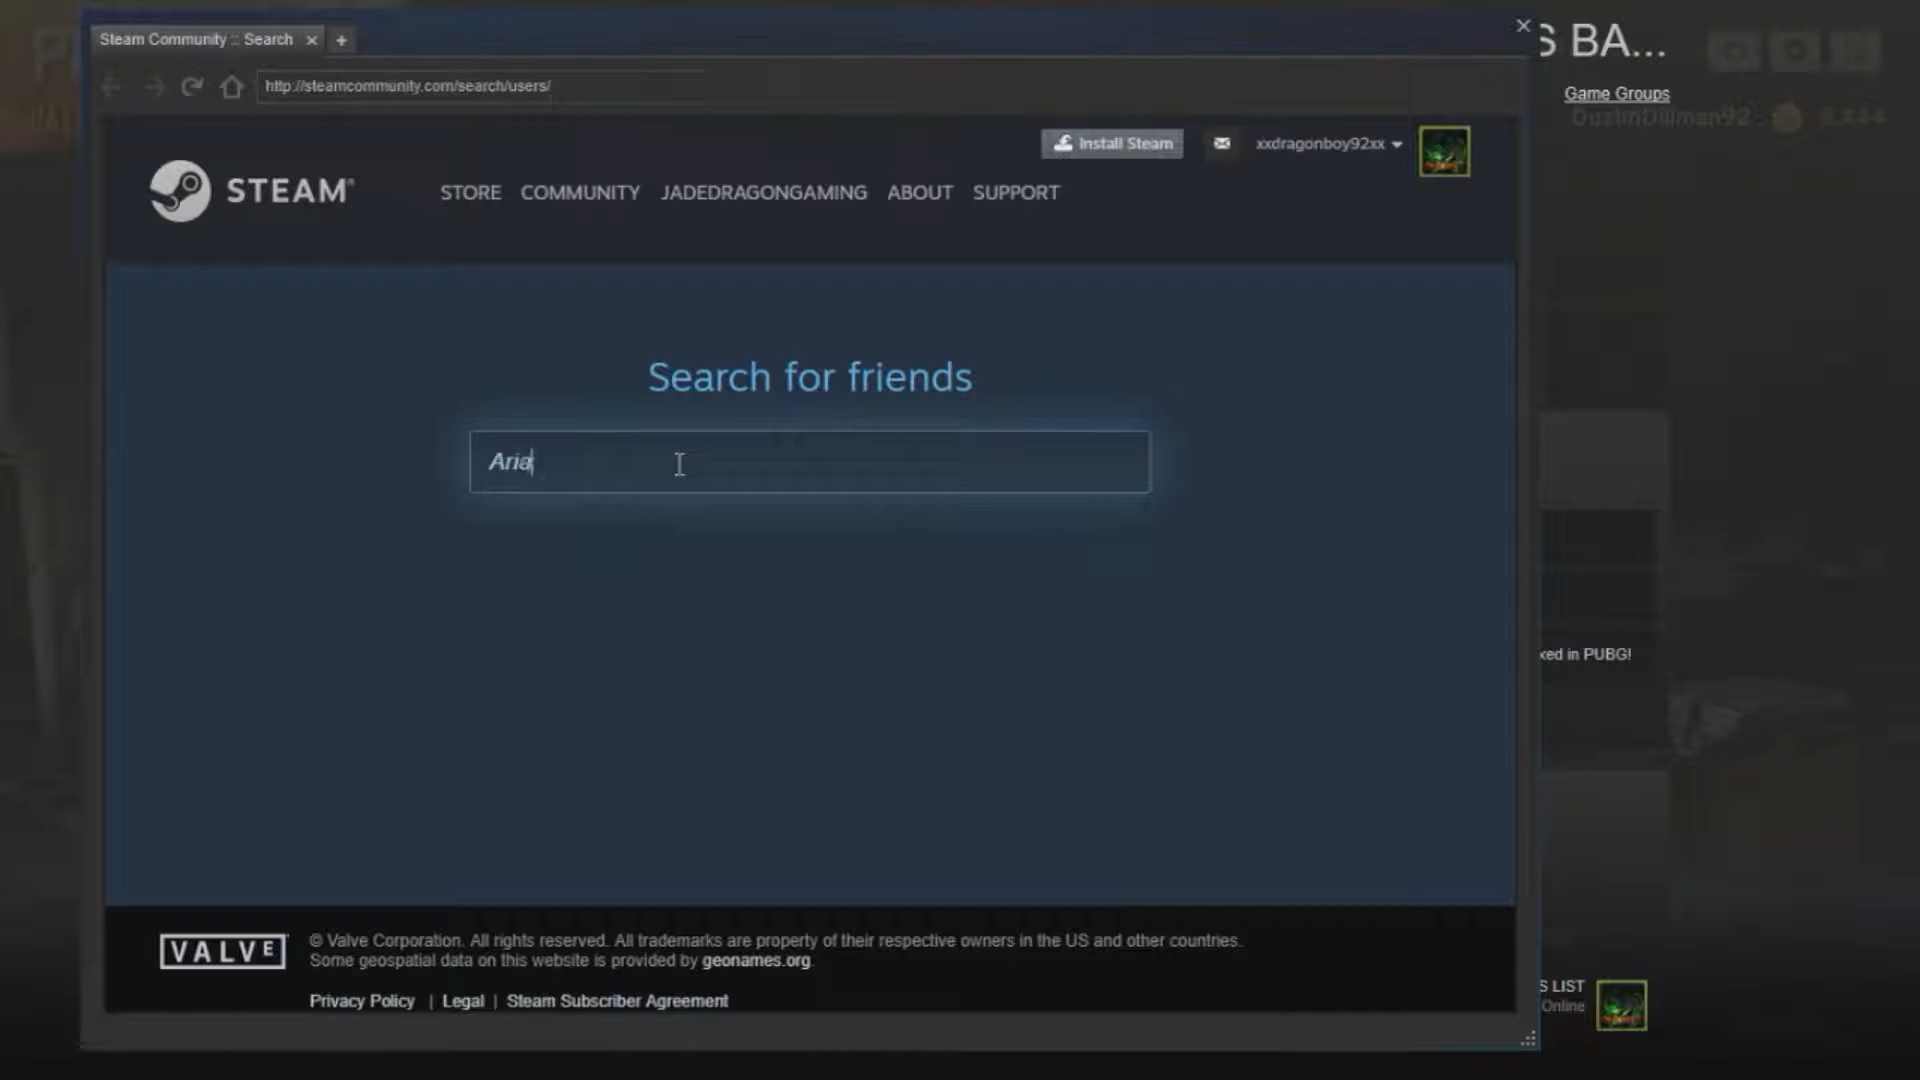 Steam Community :: Search
S BA...
http://steamcommunity.com/search/users/
Game Groups
DustinDillman92
Install Steam
xxdragonboy92xx
STEAM®
STORE COMMUNITY JADEDRAGONGAMING ABOUT SUPPORT
Search for friends
Aria
ked in PUBG!
VALVE
© Valve Corporation. All rights reserved. All trademarks are property of their respective owners in the US and other countries.
Some geospatial data on this website is provided by geonames.org.
S LIST
Online
Privacy Policy | Legal | Steam Subscriber Agreement